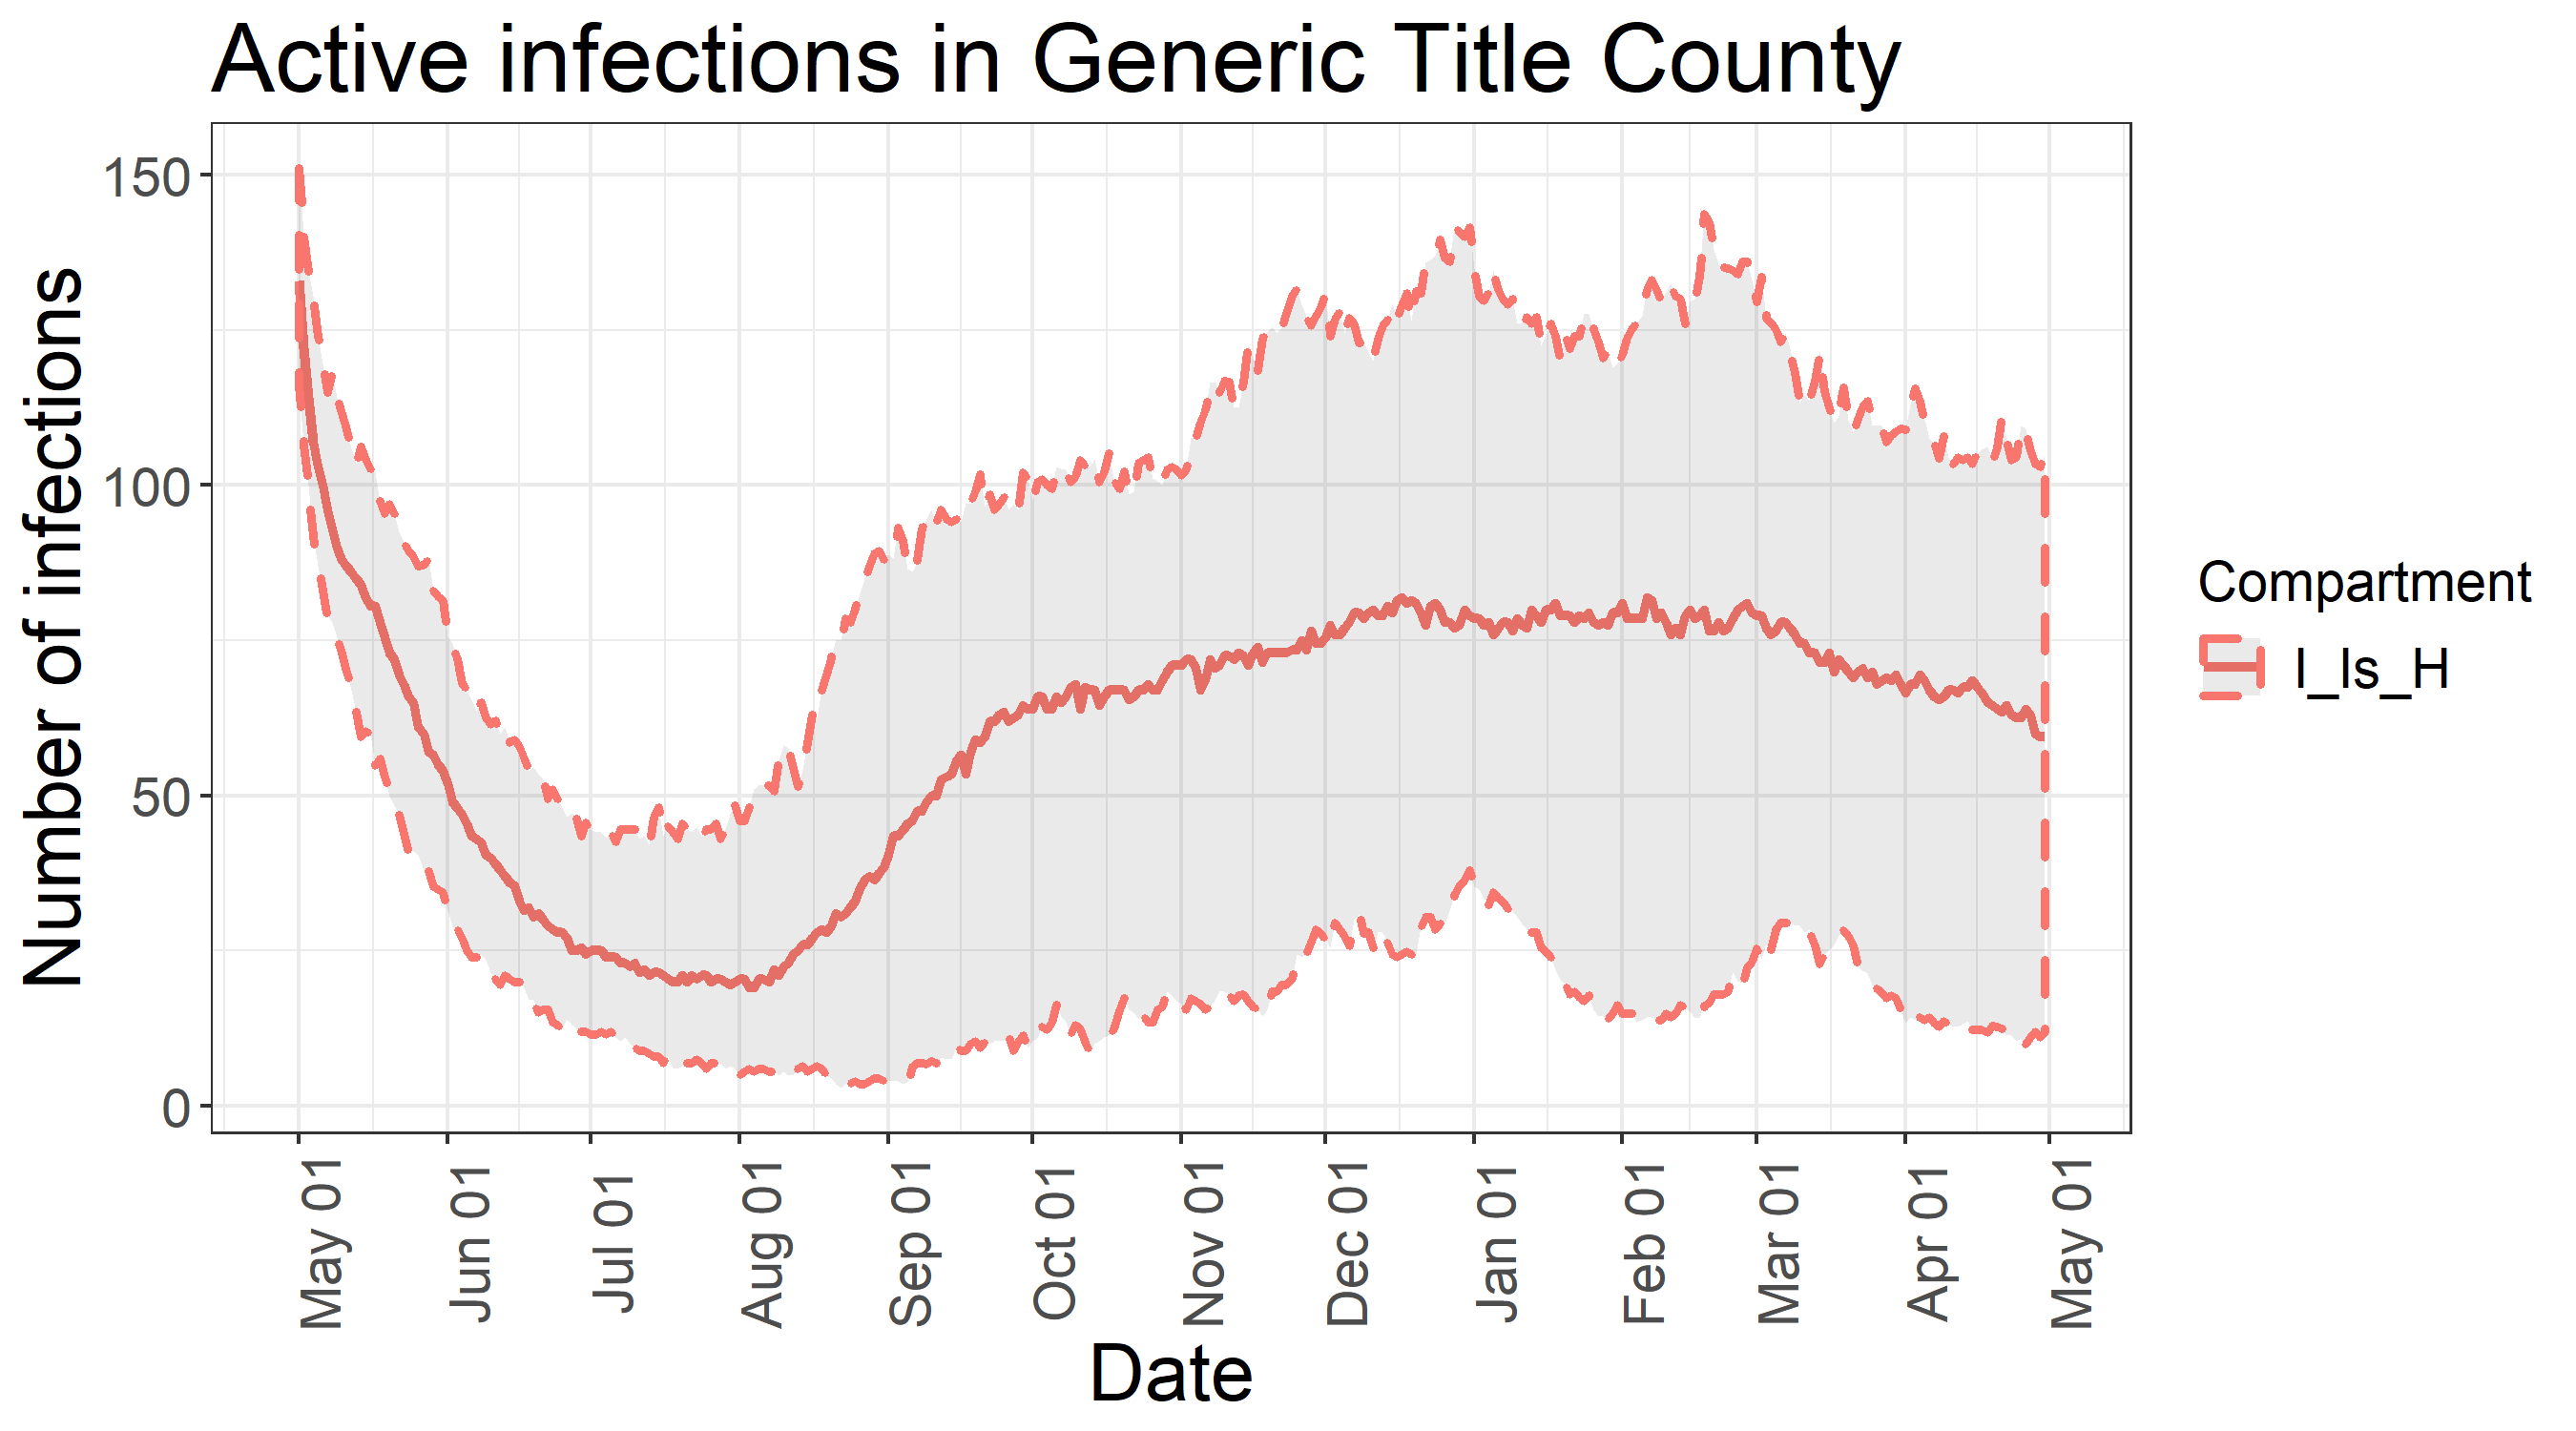 Active infections in Generic Title County
Number of infections
150
100
50
0
May 01
Jun 01
Jul 01
Aug 01
Sep 01
Oct 01
Nov 01
Dec 01
Jan 01
Feb 01
Mar 01
Apr 01
May 01
Date
Compartment
I_Is_H